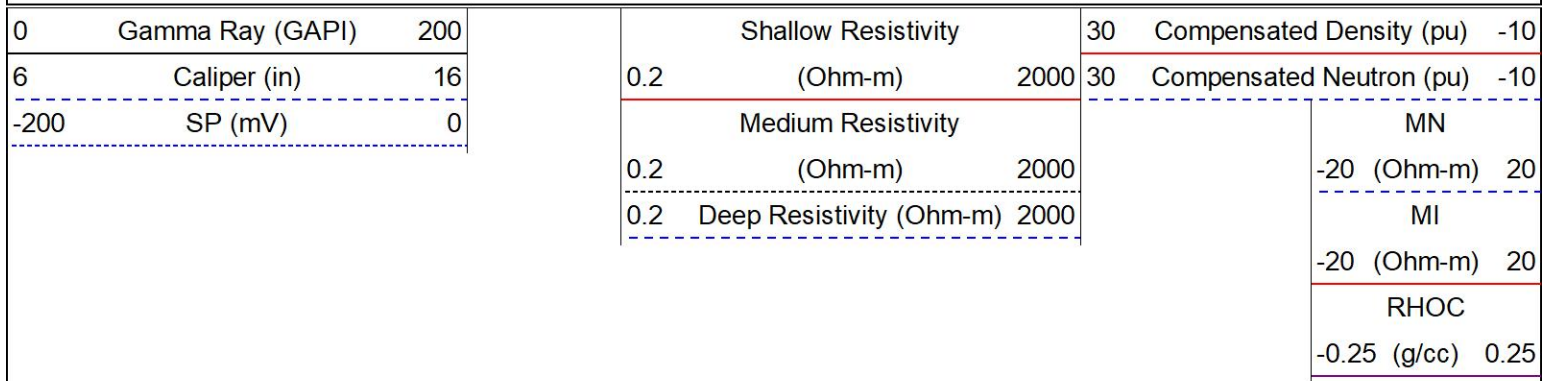 0 Gamma Ray (GAPI) 200
6 Caliper (in) 16
-200 SP (mV) 0
Shallow Resistivity
0.2 (Ohm-m) 2000
Medium Resistivity
0.2 (Ohm-m) 2000
0.2 Deep Resistivity (Ohm-m) 2000
30 Compensated Density (pu) -10
30 Compensated Neutron (pu) -10
MN
-20 (Ohm-m) 20
MI
-20 (Ohm-m) 20
RHOC
-0.25 (g/cc) 0.25